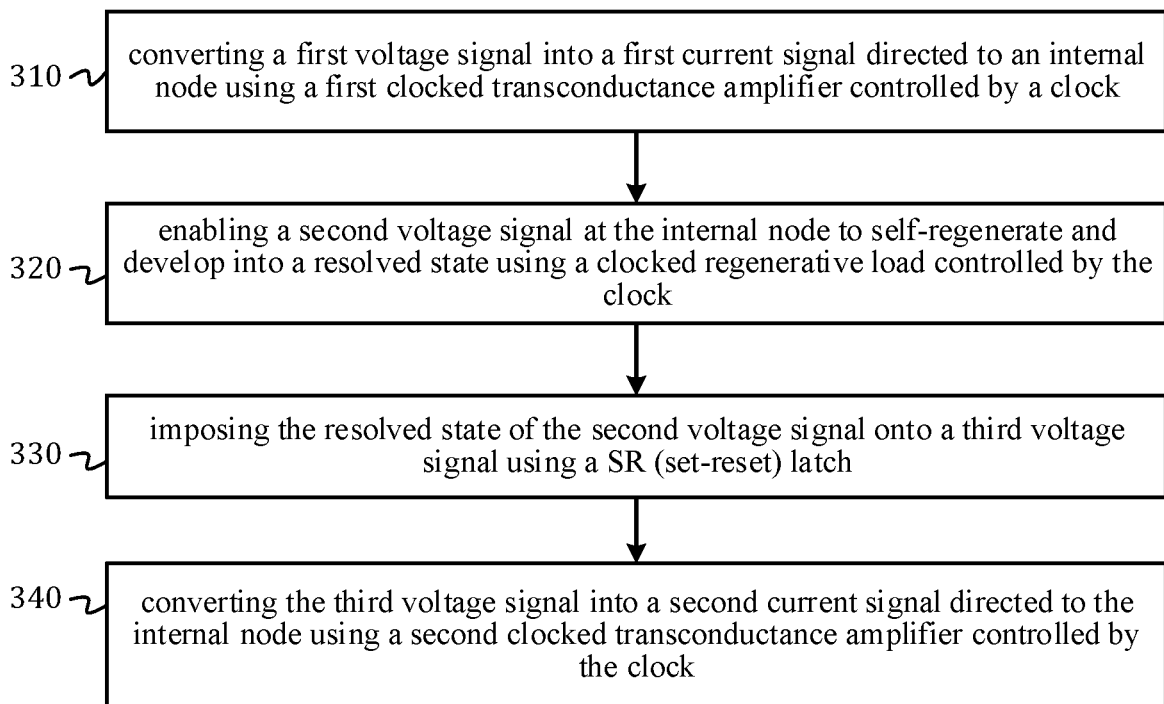 310
converting a first voltage signal into a first current signal directed to an internal
node using a first clocked transconductance amplifier controlled by a clock
320
enabling a second voltage signal at the internal node to self-regenerate and
develop into a resolved state using a clocked regenerative load controlled by the
clock
330
imposing the resolved state of the second voltage signal onto a third voltage
signal using a SR (set-reset) latch
340
converting the third voltage signal into a second current signal directed to the
internal node using a second clocked transconductance amplifier controlled by
the clock